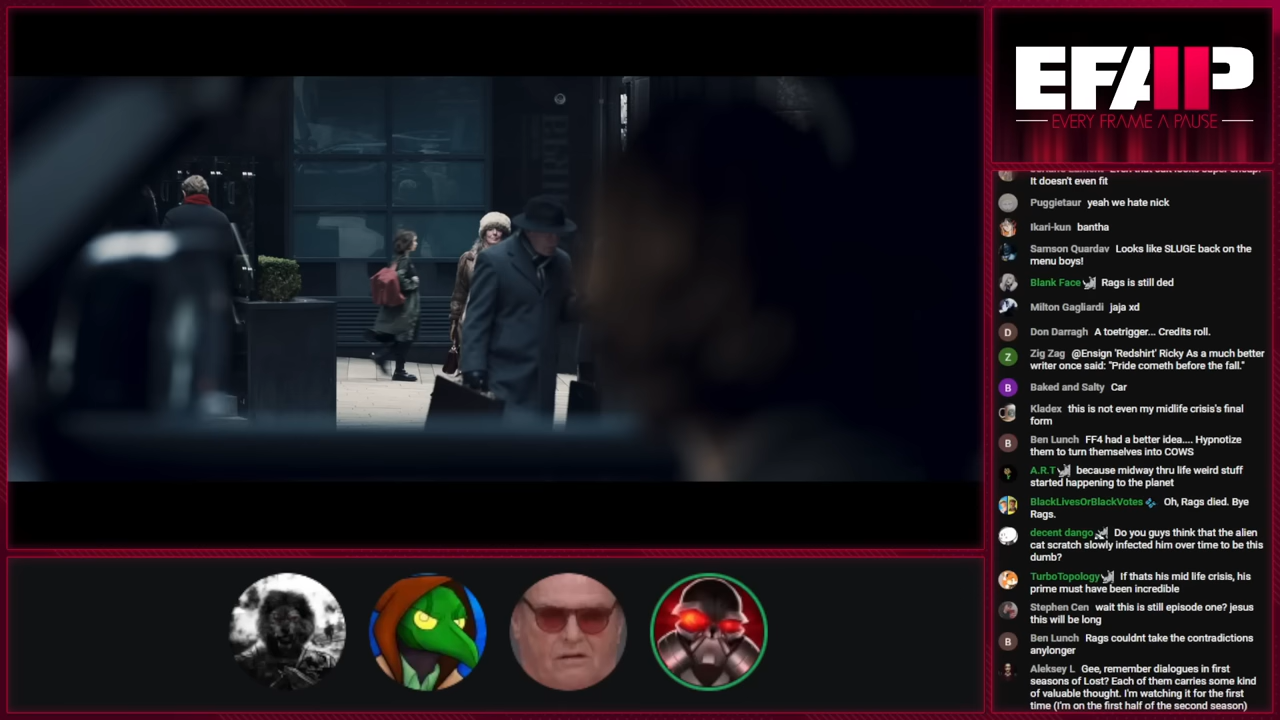 EFAP
EVERY FRAME A PAUSE
It doesn't even fit
Puggietaur yeah we hate nick
Ikari-kun bantha
Samson Quardav Looks like SLUGE back on the
menu boys!
Blank Face Rags is still ded
Milton Gagliardi jaja xd
D Don Darragh A toetrigger... Credits roll.
Z Zig Zag @Ensign 'Redshirt' Ricky As a much better
writer once said: "Pride cometh before the fall."
B Baked and Salty Car
Kladex this is not even my midlife crisis's final
form
B Ben Lunch FF4 had a better idea.... Hypnotize
them to turn themselves into COWS
A.R.T because midway thru life weird stuff
started happening to the planet
BlackLivesOrBlackVotes Oh, Rags died. Bye
Rags.
decent dango Do you guys think that the alien
cat scratch slowly infected him over time to be this
dumb?
TurboTopology If thats his mid life crisis, his
prime must have been incredible
Stephen Cen wait this is still episode one? jesus
this will be long
B Ben Lunch Rags couldnt take the contradictions
anylonger
Aleksey L Gee, remember dialogues in first
seasons of Lost? Each of them carries some kind
of valuable thought. I'm watching it for the first
time (I'm on the first half of the second season)